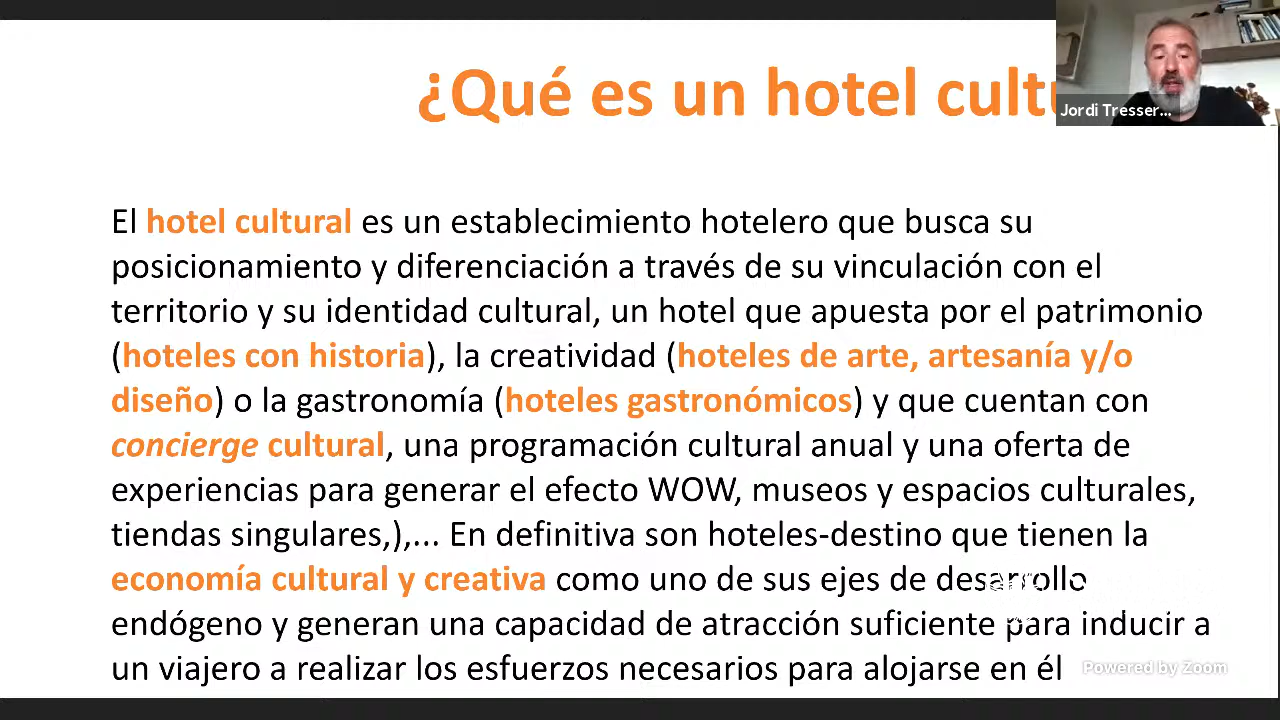 ¿Qué es un hotel cultu
Jordi Tresser...
El hotel cultural es un establecimiento hotelero que busca su
posicionamiento y diferenciación a través de su vinculación con el
territorio y su identidad cultural, un hotel que apuesta por el patrimonio
(hoteles con historia), la creatividad (hoteles de arte, artesanía y/o
diseño) o la gastronomía (hoteles gastronómicos) y que cuentan con
concierge cultural, una programación cultural anual y una oferta de
experiencias para generar el efecto WOW, museos y espacios culturales,
tiendas singulares,),... En definitiva son hoteles-destino que tienen la
economía cultural y creativa como uno de sus ejes de desarrollo
endógeno y generan una capacidad de atracción suficiente para inducir a
un viajero a realizar los esfuerzos necesarios para alojarse en él
Powered by Zoom